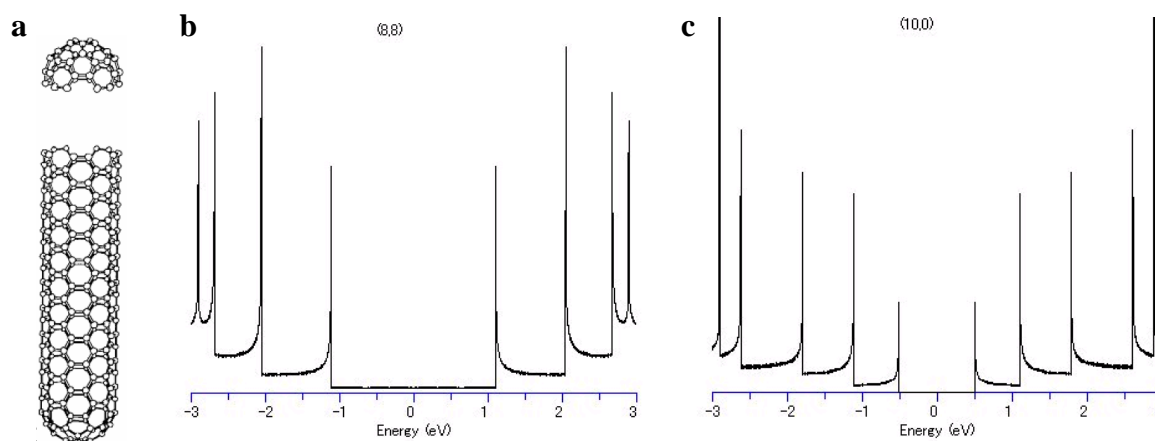 a
b
(8,8)
-3 -2 -1 0 1 2 3
Energy (eV)
c
(10,0)
-3 -2 -1 0 1 2
Energy (eV)